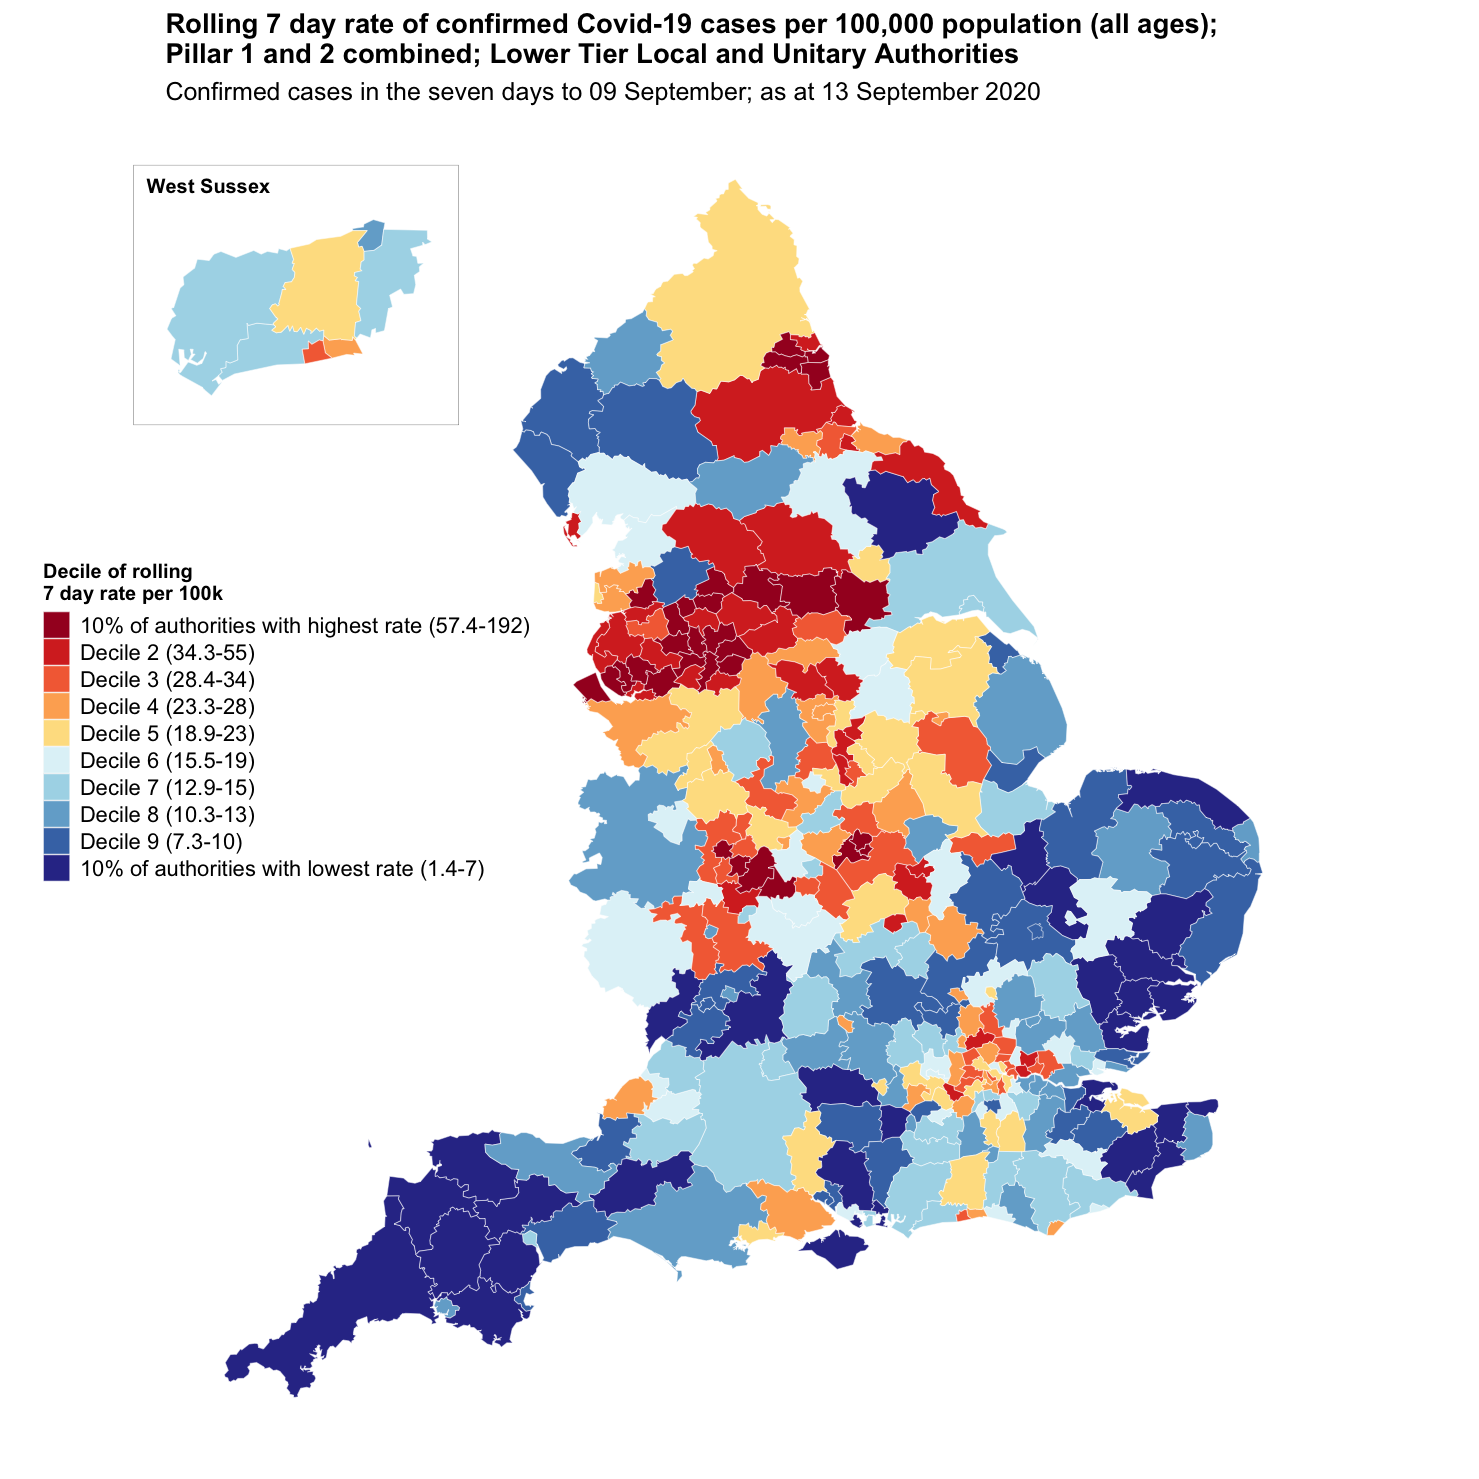 Rolling 7 day rate of confirmed Covid-19 cases per 100,000 population (all ages);
Pillar 1 and 2 combined; Lower Tier Local and Unitary Authorities
Confirmed cases in the seven days to 09 September; as at 13 September 2020
West Sussex
Decile of rolling
7 day rate per 100k
10% of authorities with highest rate (57.4-192)
Decile 2 (34.3-55)
Decile 3 (28.4-34)
Decile 4 (23.3-28)
Decile 5 (18.9-23)
Decile 6 (15.5-19)
Decile 7 (12.9-15)
Decile 8 (10.3-13)
Decile 9 (7.3-10)
10% of authorities with lowest rate (1.4-7)